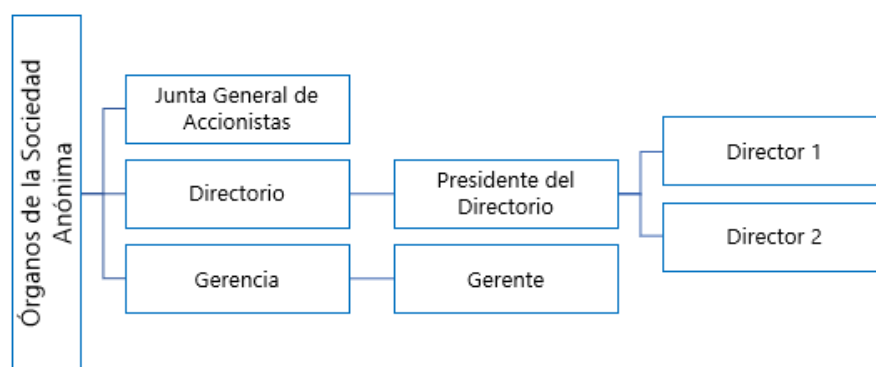 Órganos de la Sociedad
Anónima
Junta General de
Accionistas
Directorio
Gerencia
Presidente del
Directorio
Gerente
Director 1
Director 2